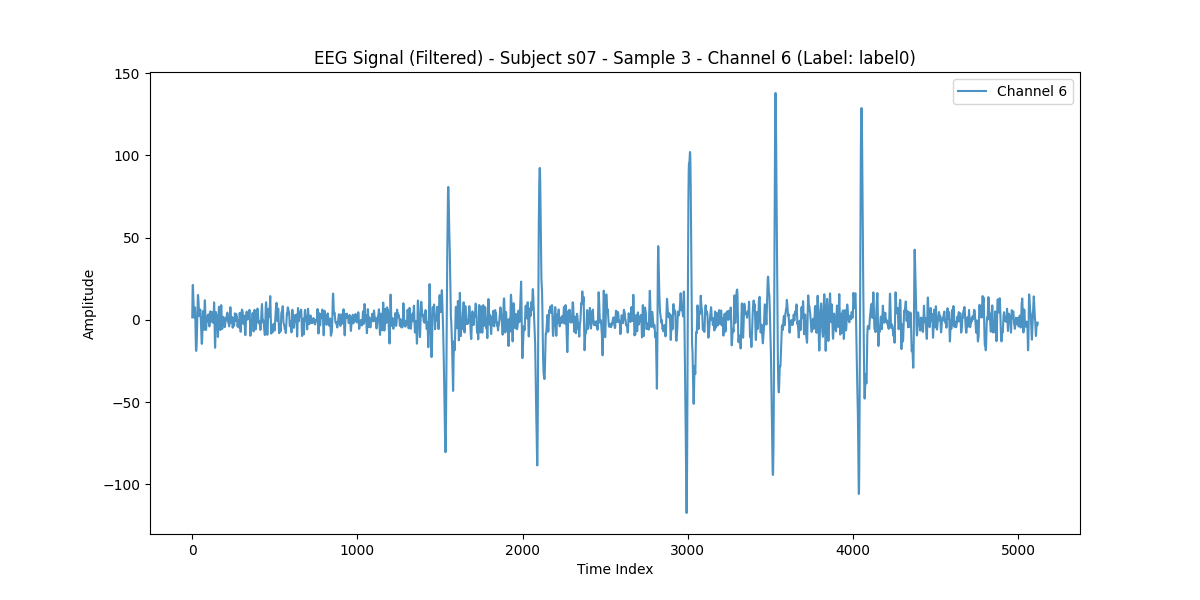 EEG Signal (Filtered) - Subject s07 - Sample 3 - Channel 6 (Label: label0)
Channel 6
150
100
50
0
−50
−100
Amplitude
0 1000 2000 3000 4000 5000
Time Index